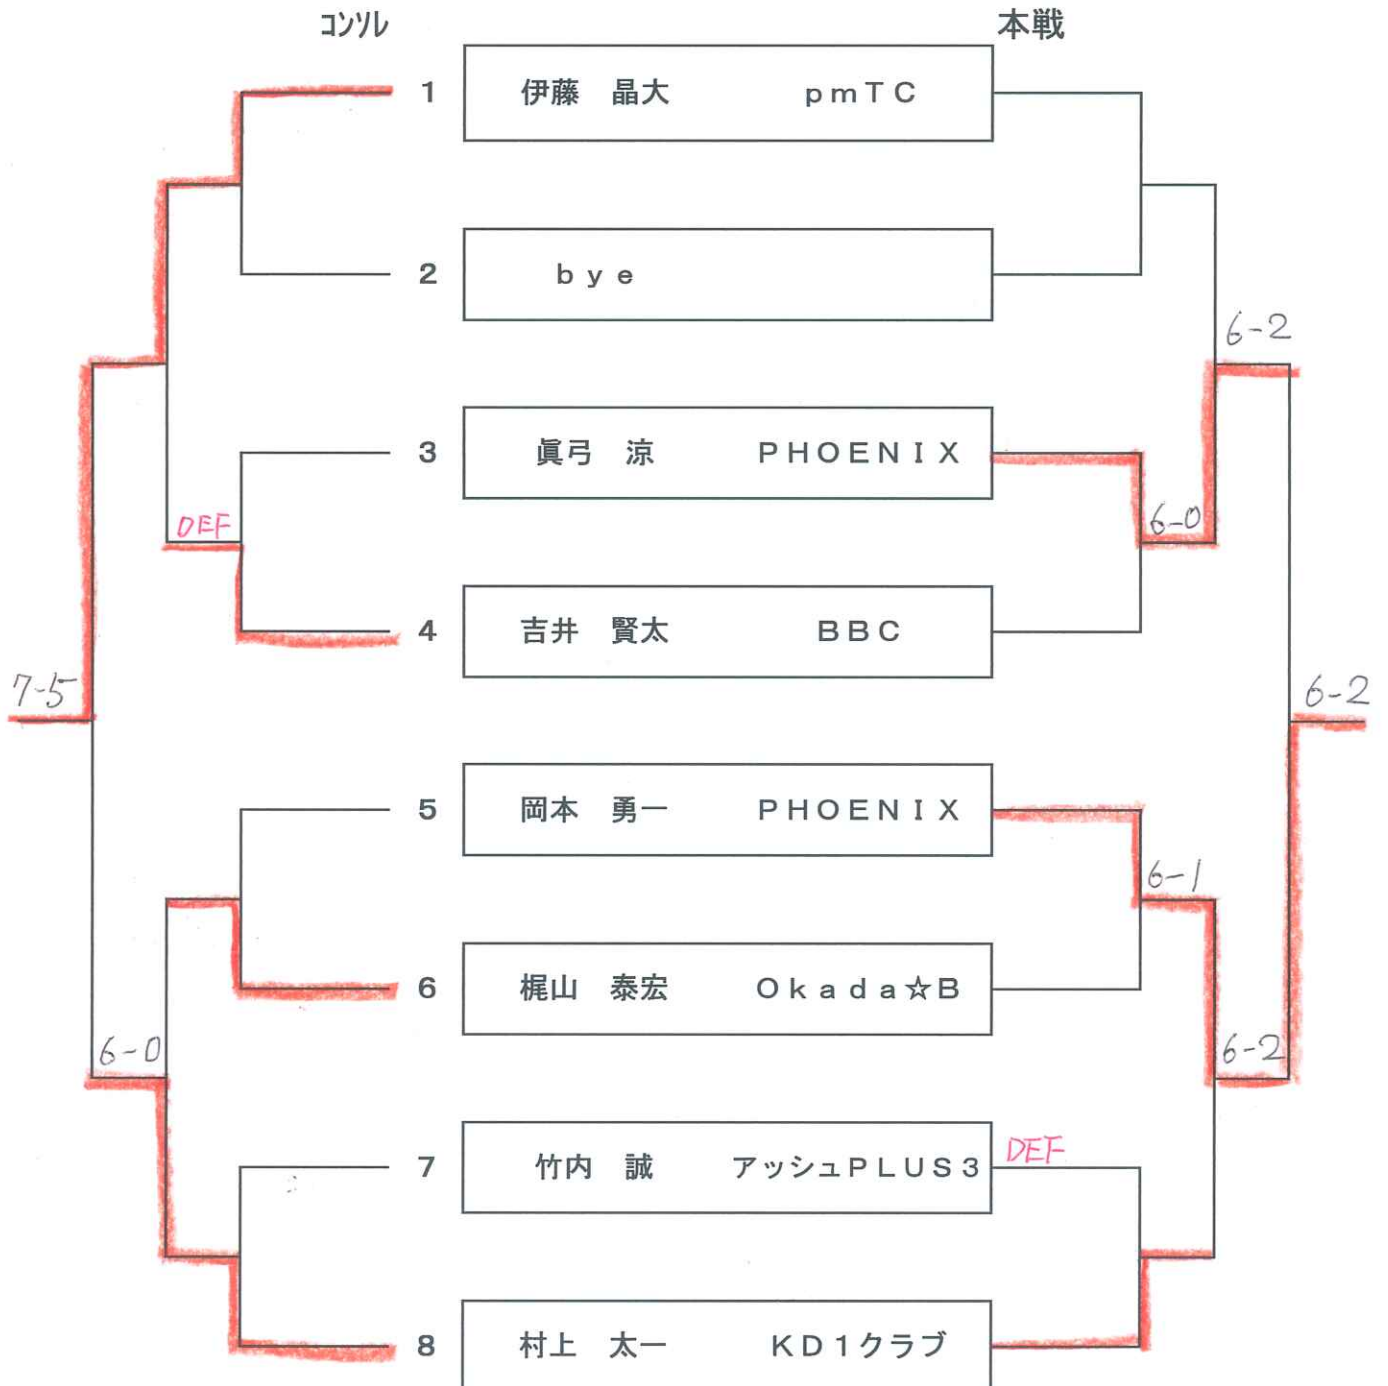 コンソル 本戦
1 伊藤 晶大 pmTC
2 bye
6-2
3 眞弓 涼 PHOENIX
DEF 6-0
4 吉井 賢太 BBC
7-5 6-2
5 岡本 勇一 PHOENIX
6-1
6 梶山 泰宏 Okada☆B
6-0 6-2
7 竹内 誠 アッシュPLUS3 DEF
8 村上 太一 KD1クラブ